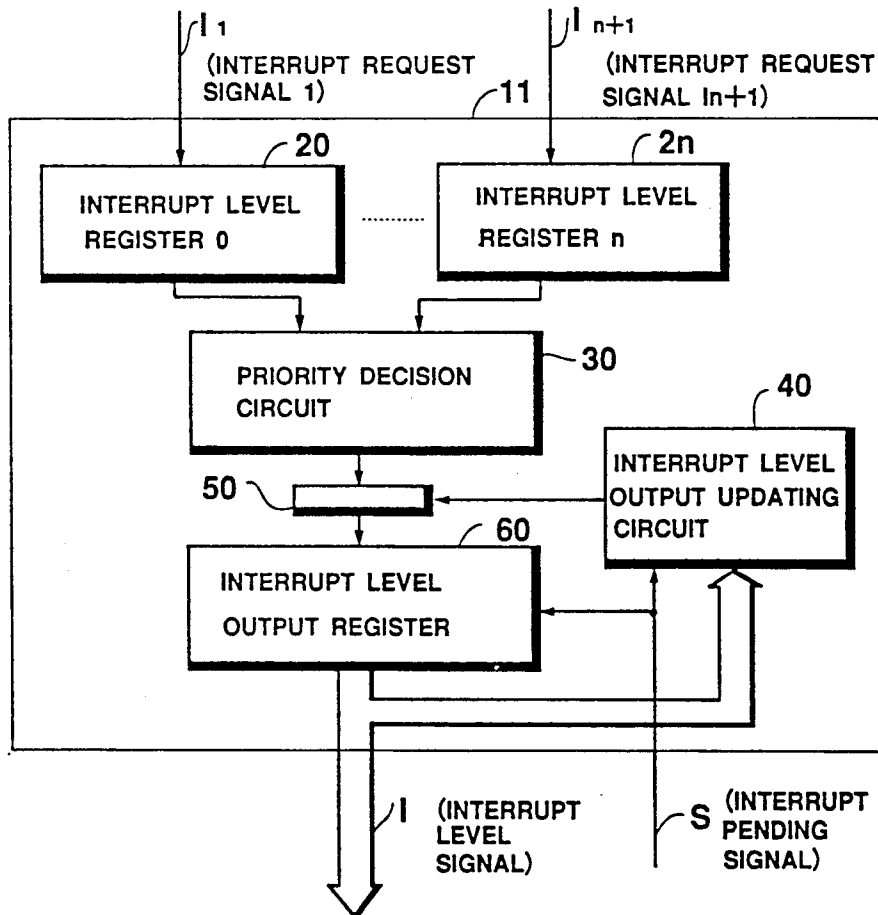 I1
I n+1
(INTERRUPT REQUEST
SIGNAL 1)
(INTERRUPT REQUEST
SIGNAL In+1)
11
20
2n
INTERRUPT LEVEL
REGISTER 0
INTERRUPT LEVEL
REGISTER n
30
PRIORITY DECISION
CIRCUIT
40
50
INTERRUPT LEVEL
OUTPUT UPDATING
CIRCUIT
60
INTERRUPT LEVEL
OUTPUT REGISTER
I
(INTERRUPT
LEVEL
SIGNAL)
S
(INTERRUPT
PENDING
SIGNAL)